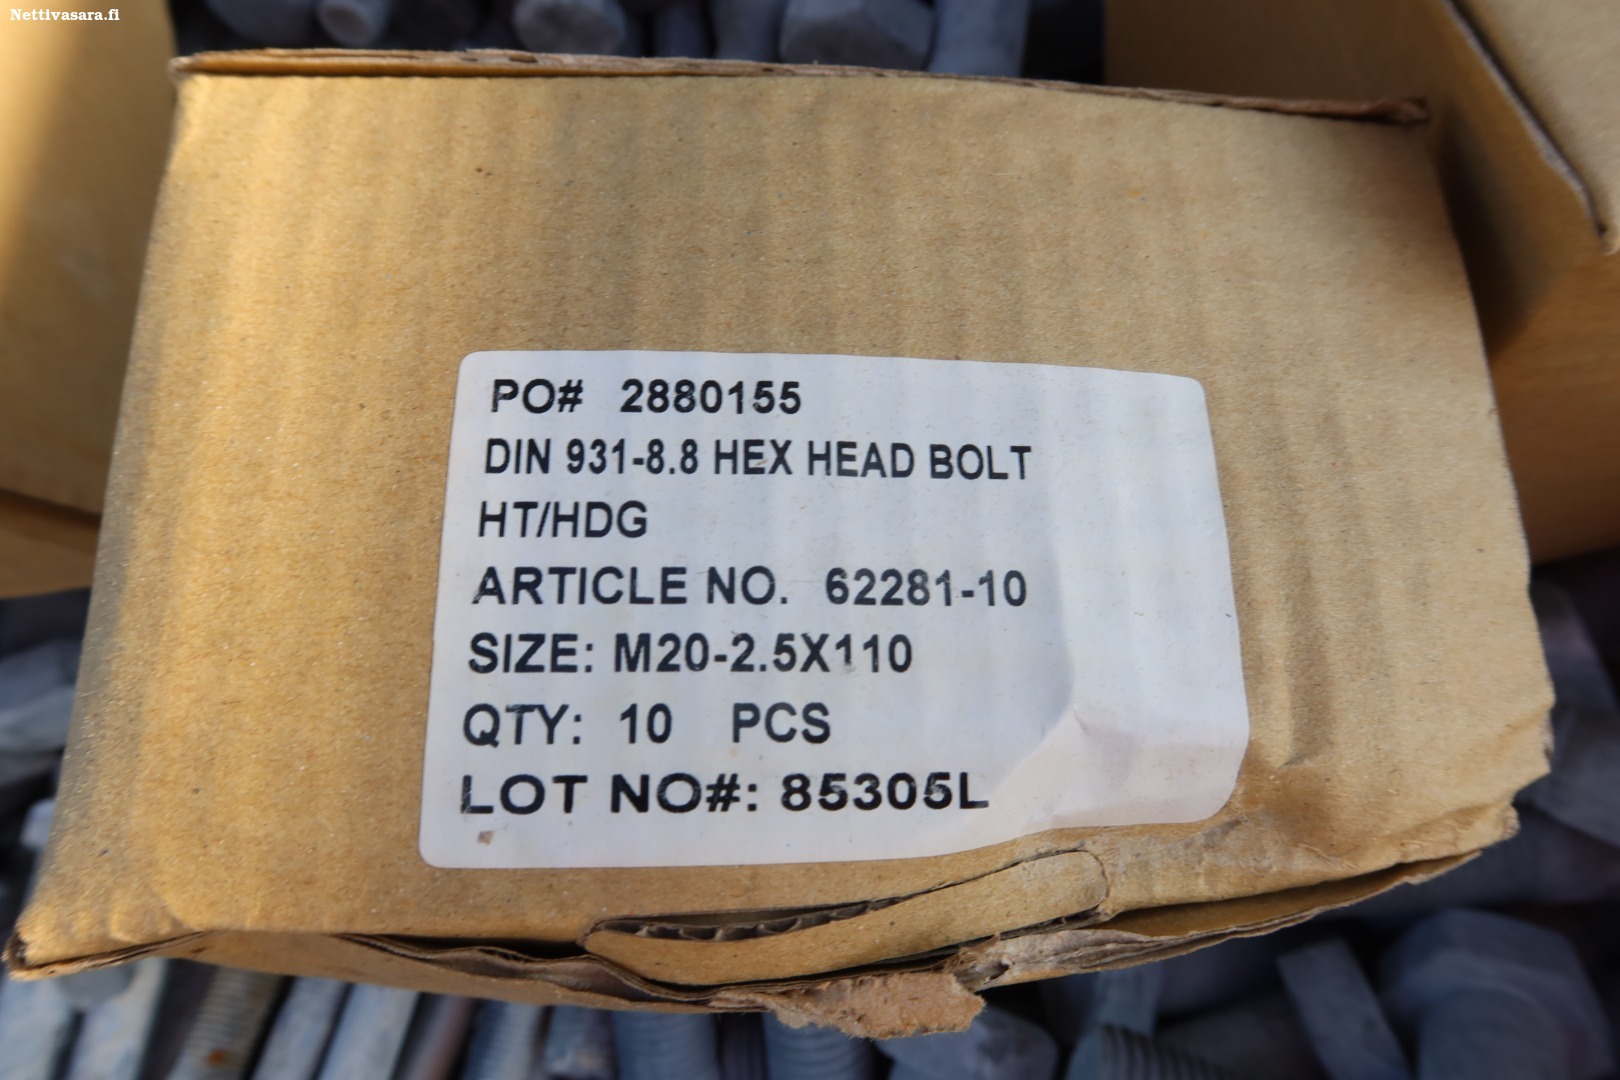 Nettivasara.fi
PO# 2880155
DIN 931-8.8 HEX HEAD BOLT
HT/HDG
ARTICLE NO. 62281-10
SIZE: M20-2.5X110
QTY: 10 PCS
LOT NO#: 85305L